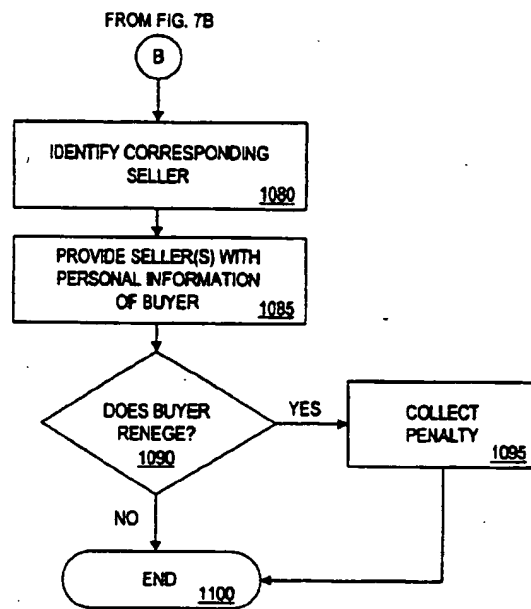 FROM FIG. 7B
B
IDENTIFY CORRESPONDING
SELLER
1080
PROVIDE SELLER(S) WITH
PERSONAL INFORMATION
OF BUYER
1085
DOES BUYER
RENEGE?
1090
YES
COLLECT
PENALTY
1095
NO
END
1100